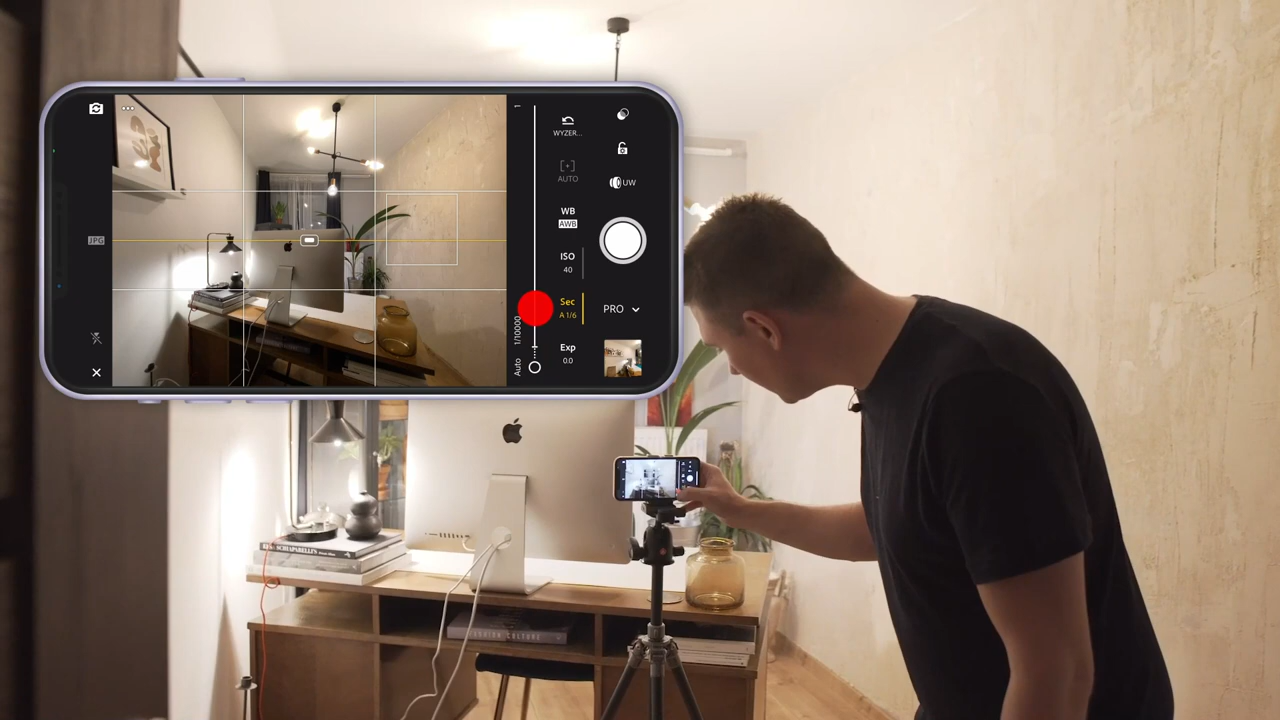 WYZER...
AUTO
UW
WB
AWB
JPG
ISO
40
Sec
A 1/6
PRO
Exp
0.0
1
1/10000
Auto
SCHIAPARELLI
FASHION CULTURE